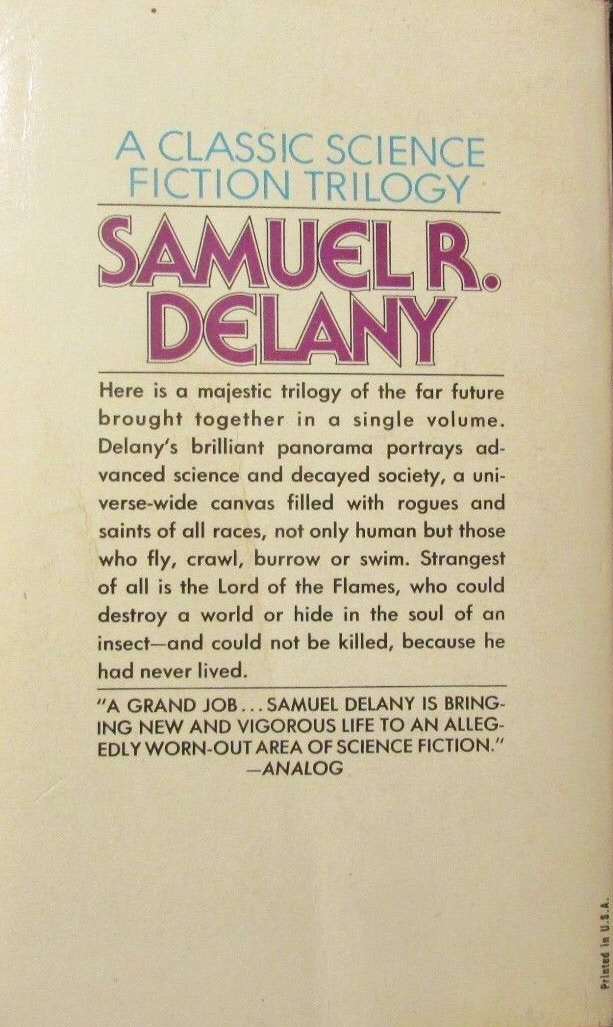 A CLASSIC SCIENCE
FICTION TRILOGY
SAMUEL R.
DELANY
Here is a majestic trilogy of the far future
brought together in a single volume.
Delany's brilliant panorama portrays ad-
vanced science and decayed society, a uni-
verse-wide canvas filled with rogues and
saints of all races, not only human but those
who fly, crawl, burrow or swim. Strangest
of all is the Lord of the Flames, who could
destroy a world or hide in the soul of an
insect—and could not be killed, because he
had never lived.
"A GRAND JOB...SAMUEL DELANY IS BRING-
ING NEW AND VIGOROUS LIFE TO AN ALLEG-
EDLY WORN-OUT AREA OF SCIENCE FICTION."
—ANALOG
Printed in U.S.A.